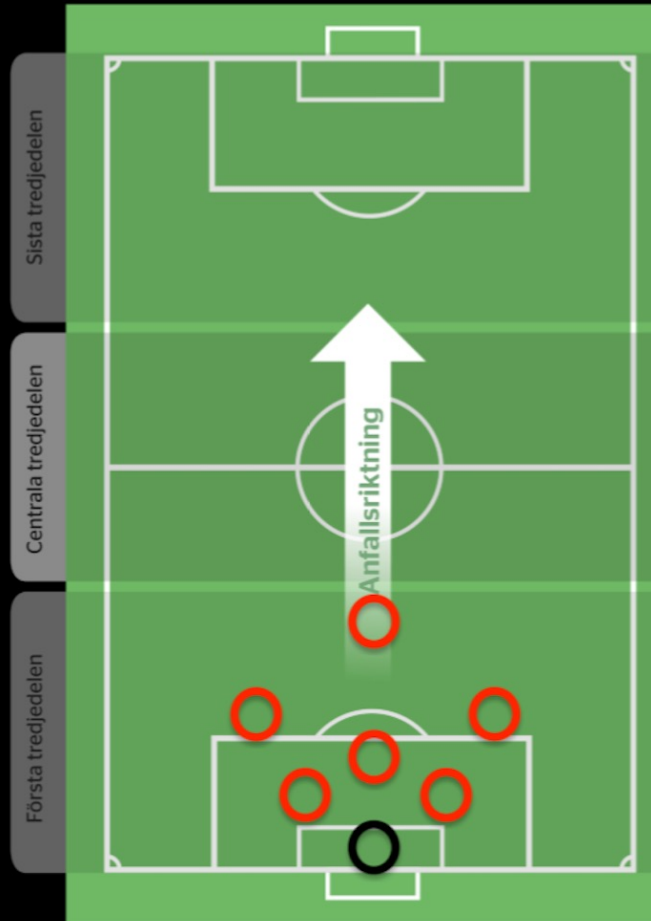 Sista tredjedelen
Centrala tredjedelen
Anfallsriktning
Första tredjedelen